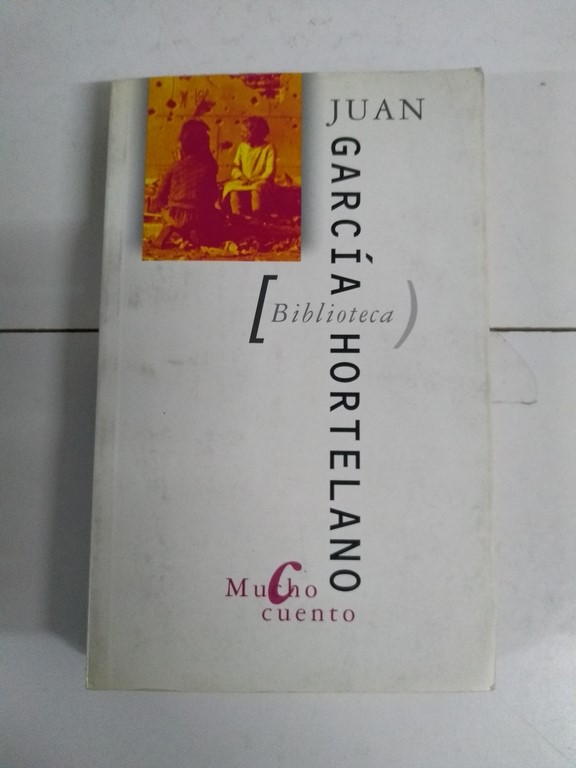 JUAN
GARCÍA HORTELANO
[Biblioteca)
Mucho
cuento